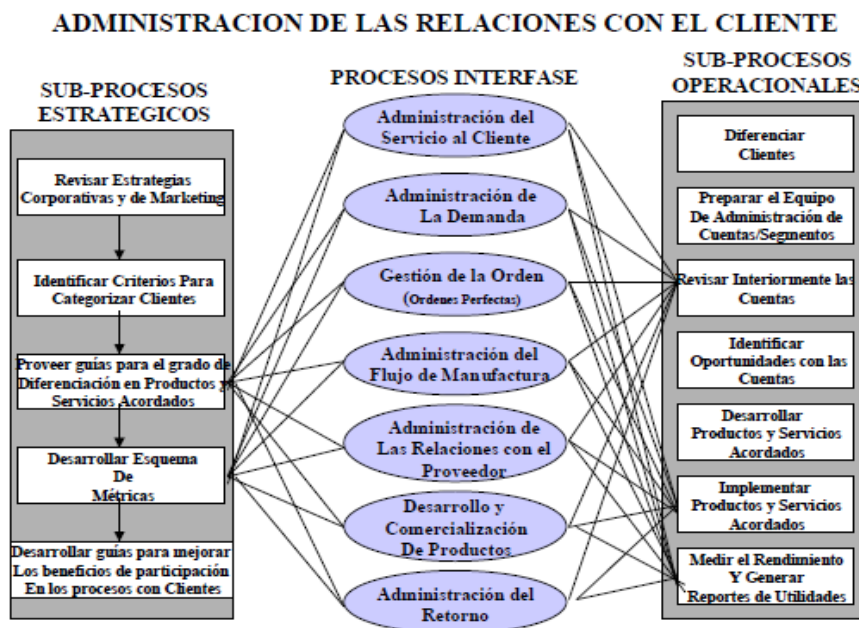 ADMINISTRACION DE LAS RELACIONES CON EL CLIENTE
SUB-PROCESOS
ESTRATEGICOS
Revisar Estrategias
Corporativas y de Marketing
Identificar Criterios Para
Categorizar Clientes
Proveer guías para el grado de
Diferenciación en Productos y
Servicios Acordados
Desarrollar Esquema
De
Métricas
Desarrollar guías para mejorar
Los beneficios de participación
En los procesos con Clientes
PROCESOS INTERFASE
Administración del
Servicio al Cliente
Administración de
La Demanda
Gestión de la Orden
(Ordenes Perfectas)
Administración del
Flujo de Manufactura
Administración de
Las Relaciones con el
Proveedor
Desarrollo y
Comercialización
De Productos
Administración del
Retorno
SUB-PROCESOS
OPERACIONALES
Diferenciar
Clientes
Preparar el Equipo
De Administración de
Cuentas/Segmentos
Revisar Interiormente las
Cuentas
Identificar
Oportunidades con las
Cuentas
Desarrollar
Productos y Servicios
Acordados
Implementar
Productos y Servicios
Acordados
Medir el Rendimiento
Y Generar
Reportes de Utilidades